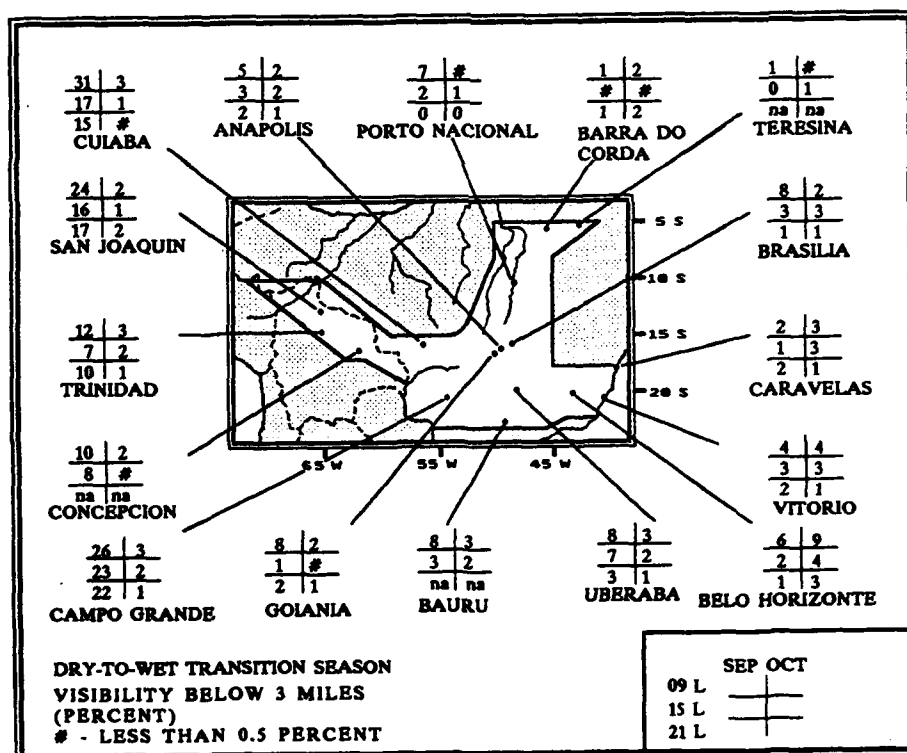 31 3
17 1
15 #
CUIABA
5 2
3 2
2 1
ANAPOLIS
7 #
2 1
0 0
PORTO NACIONAL
1 2
# #
1 2
BARRA DO
CORDA
1 #
0 1
na na
TERESINA
24 2
16 1
17 2
SAN JOAQUIN
8 2
3 3
1 1
BRASILIA
12 3
7 2
10 1
TRINIDAD
2 3
1 3
2 1
CARAVELAS
5 S
10 S
15 S
20 S
65 W
55 W
45 W
10 2
8 #
na na
CONCEPCION
4 4
3 3
2 1
VITORIO
26 3
23 2
22 1
CAMPO GRANDE
8 2
1 #
2 1
GOIANIA
8 3
3 2
na na
BAURU
8 3
7 2
3 1
UBERABA
6 9
2 4
1 3
BELO HORIZONTE
DRY-TO-WET TRANSITION SEASON
VISIBILITY BELOW 3 MILES
(PERCENT)
# - LESS THAN 0.5 PERCENT
SEP OCT
09 L
15 L
21 L